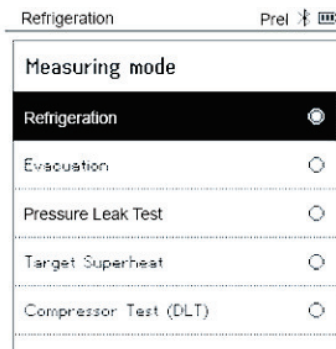 Refrigeration Prel
Measuring mode
Refrigeration
Evacuation
Pressure Leak Test
Target Superheat
Compressor Test (DLT)